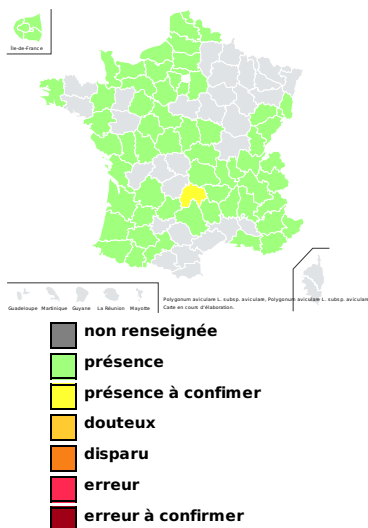 Île-de-France
Guadeloupe Martinique Guyane La Réunion Mayotte
Polygonum aviculare L. subsp. aviculare, Polygonum aviculare L. subsp. aviculare
Carte en cours d'élaboration.
non renseignée
présence
présence à confimer
douteux
disparu
erreur
erreur à confirmer